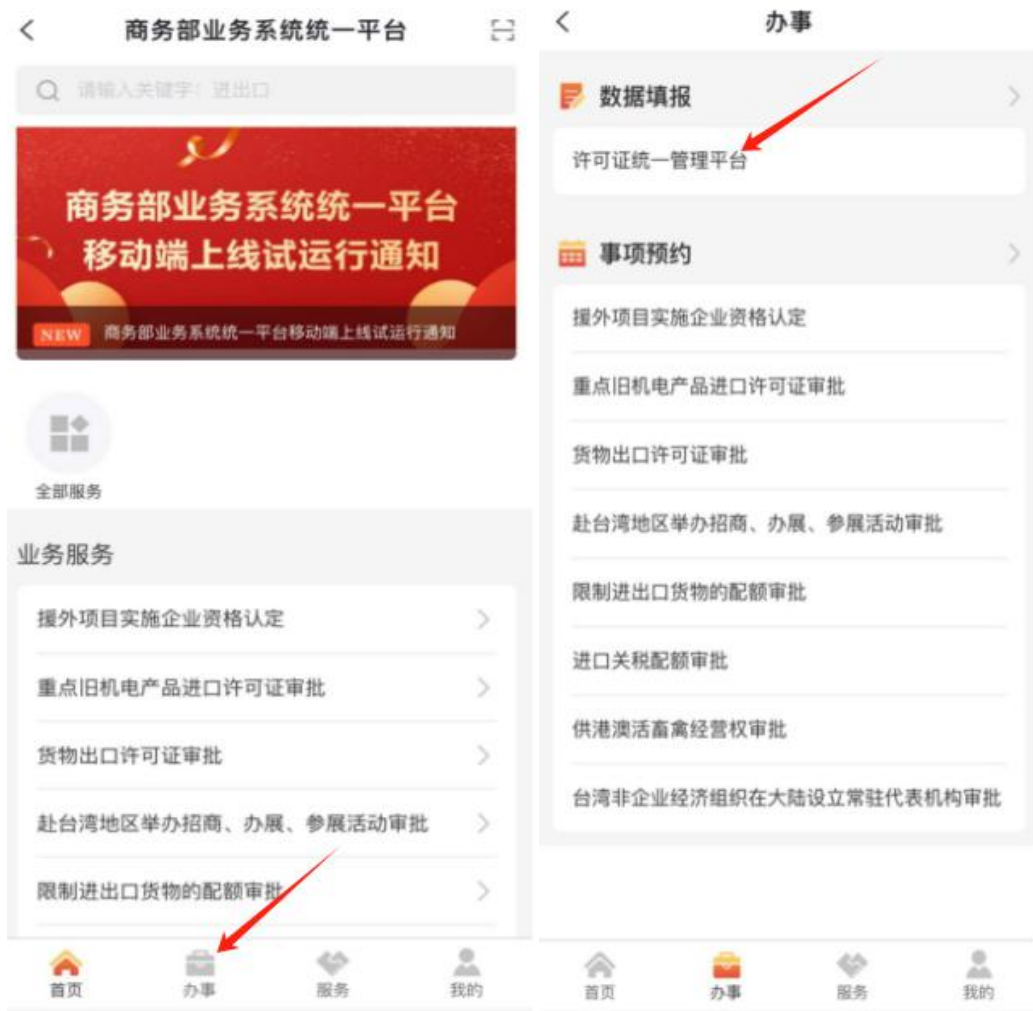 商务部业务系统统一平台
请输入关键字：进出口
商务部业务系统统一平台
移动端上线试运行通知
NEW 商务部业务系统统一平台移动端上线试运行通知
全部服务
业务服务
援外项目实施企业资格认定
重点旧机电产品进口许可证审批
货物出口许可证审批
赴台湾地区举办招商、办展、参展活动审批
限制进出口货物的配额审批
首页
办事
服务
我的
办事
数据填报
许可证统一管理平台
事项预约
援外项目实施企业资格认定
重点旧机电产品进口许可证审批
货物出口许可证审批
赴台湾地区举办招商、办展、参展活动审批
限制进出口货物的配额审批
进口关税配额审批
供港澳活畜禽经营权审批
台湾非企业经济组织在大陆设立常驻代表机构审批
首页
办事
服务
我的